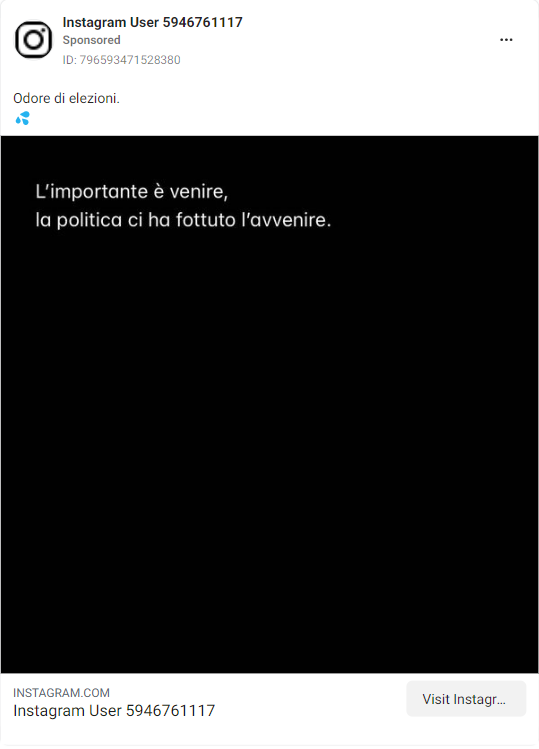 Instagram User 5946761117
Sponsored
ID: 796593471528380
Odore di elezioni.
💦
L'importante è venire,
la politica ci ha fottuto l'avvenire.
INSTAGRAM.COM
Instagram User 5946761117
Visit Instagr...